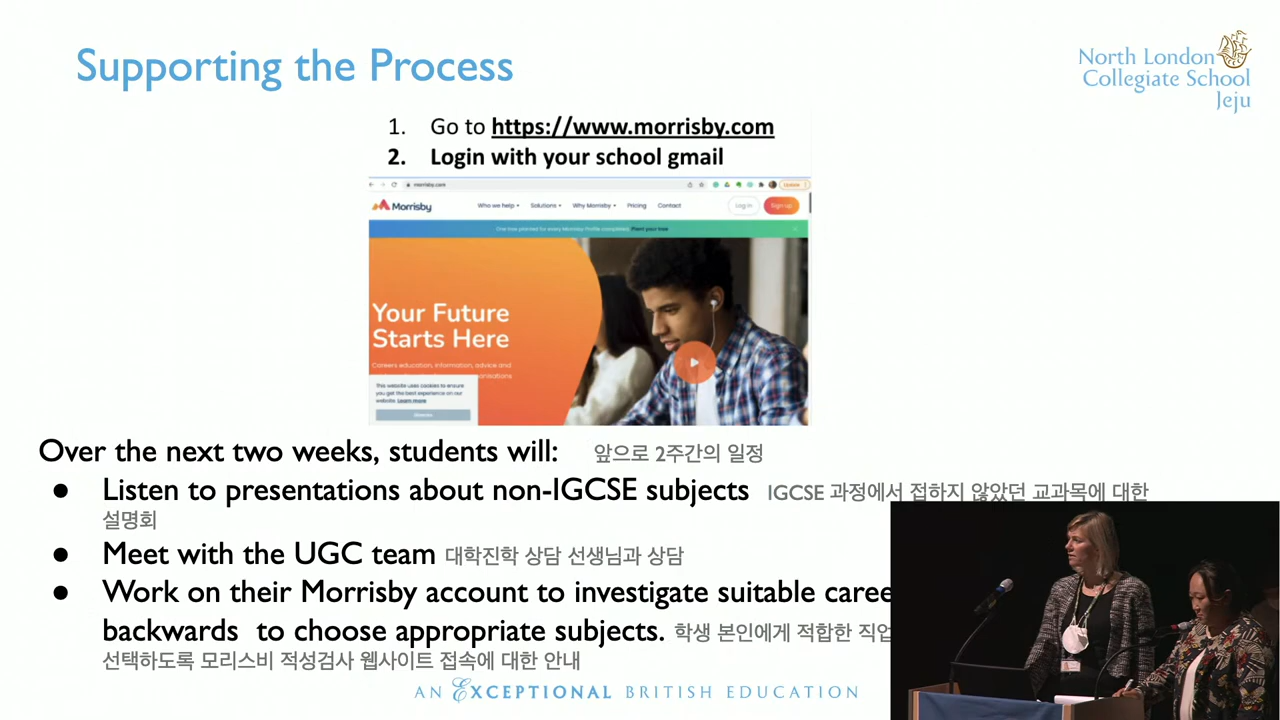 Supporting the Process
North London
Collegiate School
Jeju
1. Go to https://www.morrisby.com
2. Login with your school gmail
morrisby.com
Morrisby
Who we help
Solutions
Why Morrisby
Pricing
Contact
Log in
Sign up
One tree planted for every Morrisby Profile completed. Plant your tree
Your Future
Starts Here
Careers education, information, advice and
This website uses cookies to ensure
you get the best experience on our
website. Learn more
Over the next two weeks, students will: 앞으로 2주간의 일정
● Listen to presentations about non-IGCSE subjects IGCSE 과정에서 접하지 않았던 교과목에 대한
설명회
● Meet with the UGC team 대학진학 상담 선생님과 상담
● Work on their Morrisby account to investigate suitable caree
backwards to choose appropriate subjects. 학생 본인에게 적합한 직업
선택하도록 모리스비 적성검사 웹사이트 접속에 대한 안내
AN EXCEPTIONAL BRITISH EDUCATION